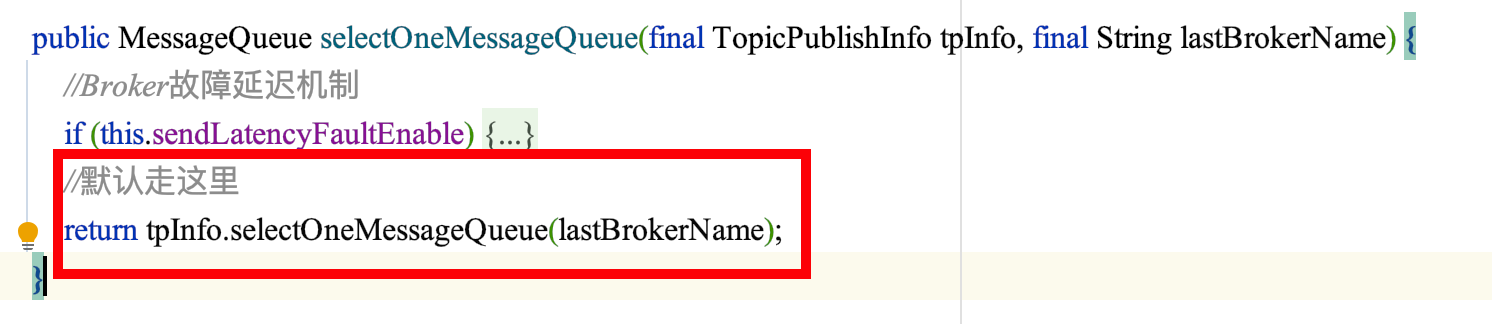 public MessageQueue selectOneMessageQueue(final TopicPublishInfo tpInfo, final String lastBrokerName) {
//Broker故障延迟机制
if (this.sendLatencyFaultEnable) {...}
//默认走这里
return tpInfo.selectOneMessageQueue(lastBrokerName);
}